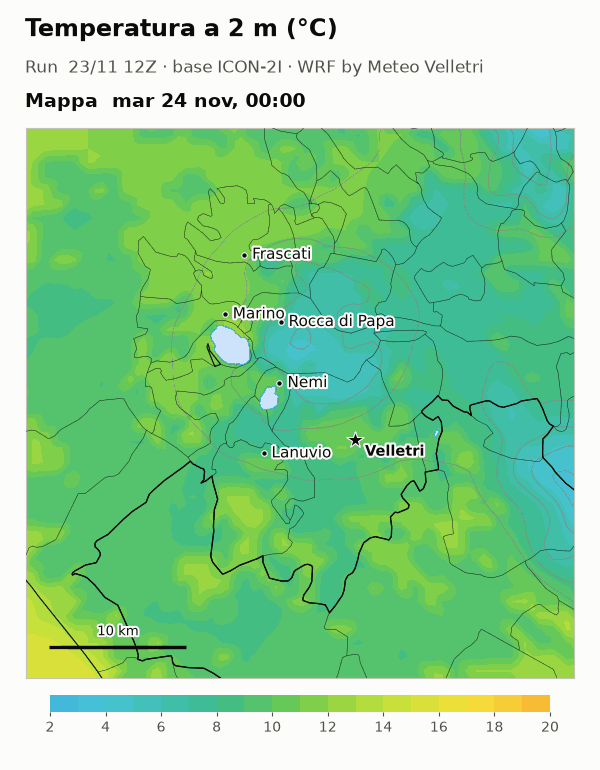 Temperatura a 2 m (°C)
Run  23/11 12Z · base ICON-2I · WRF by Meteo Velletri
Mappa  mar 24 nov, 00:00
Frascati
Marino
Rocca di Papa
Nemi
Velletri
Lanuvio
10 km
2 4 6 8 10 12 14 16 18 20